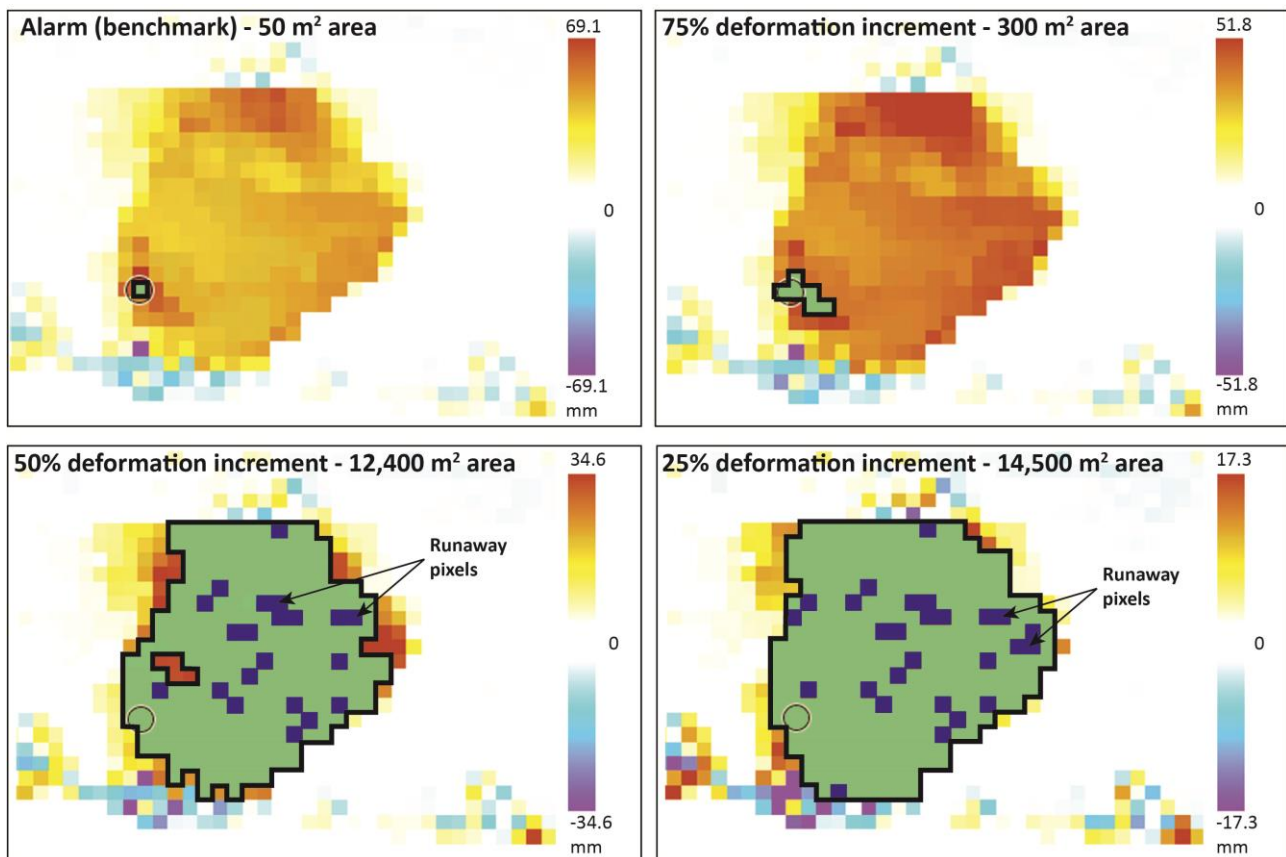 Alarm (benchmark) - 50 m² area
69.1
0
-69.1
mm
75% deformation increment - 300 m² area
51.8
0
-51.8
mm
50% deformation increment - 12,400 m² area
34.6
Runaway
pixels
0
-34.6
mm
25% deformation increment - 14,500 m² area
17.3
Runaway
pixels
0
-17.3
mm